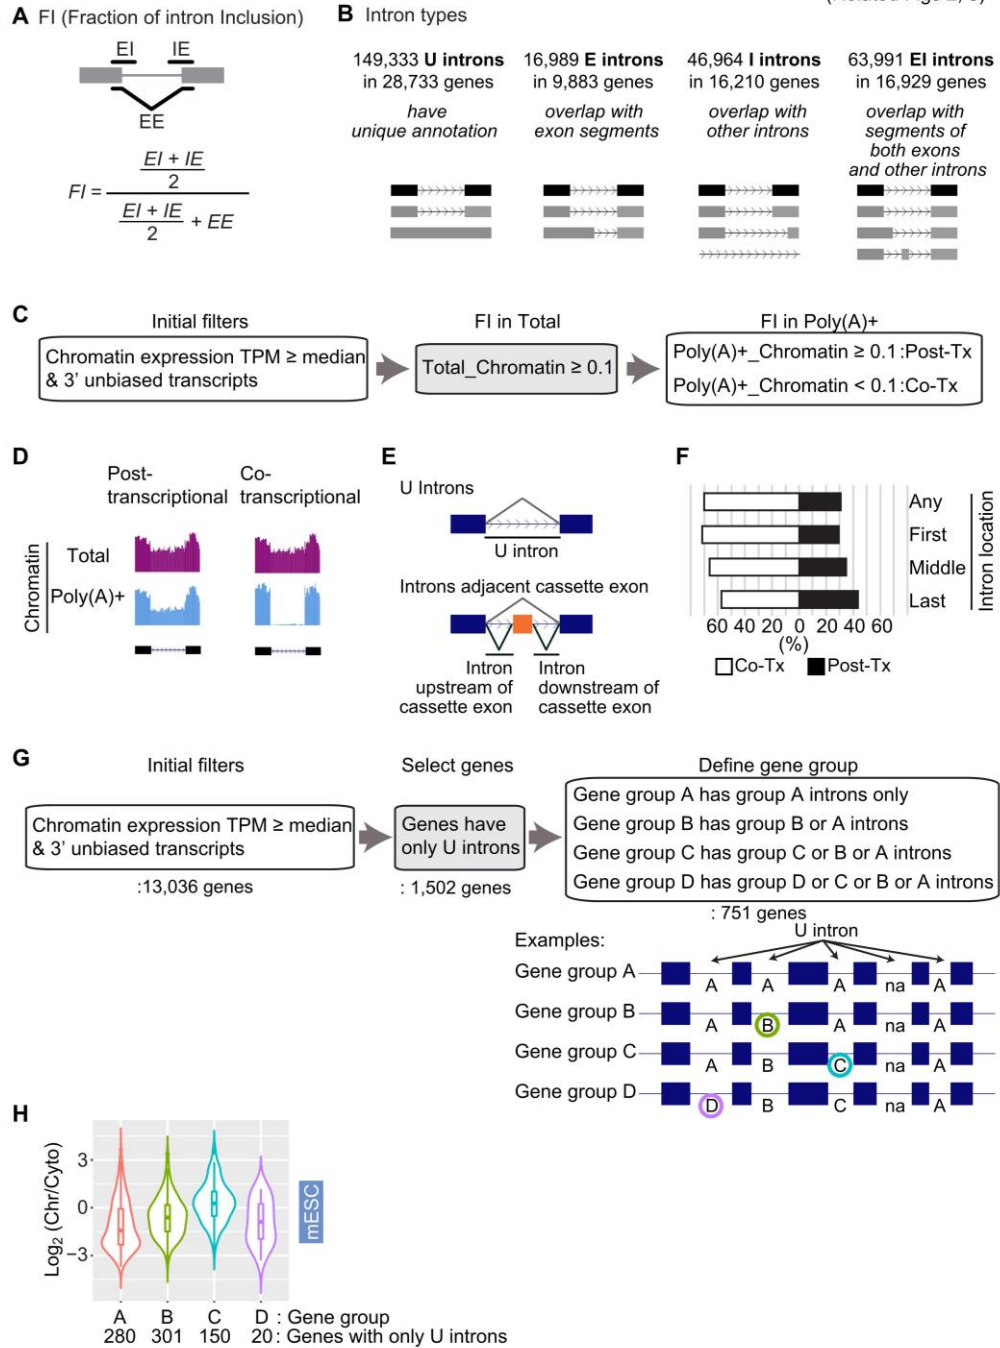 (Related Figs 2, 3)
A FI (Fraction of intron Inclusion)
EI IE
EE
FI = 
EI + IE
2
EI + IE
2
+ EE
B Intron types
149,333 U introns
in 28,733 genes
have
unique annotation
16,989 E introns
in 9,883 genes
overlap with
exon segments
46,964 I introns
in 16,210 genes
overlap with
other introns
63,991 EI introns
in 16,929 genes
overlap with
segments of
both exons
and other introns
C
Initial filters
Chromatin expression TPM ≥ median
& 3' unbiased transcripts
FI in Total
Total_Chromatin ≥ 0.1
FI in Poly(A)+
Poly(A)+_Chromatin ≥ 0.1:Post-Tx
Poly(A)+_Chromatin < 0.1:Co-Tx
D
Post-
transcriptional
Co-
transcriptional
Chromatin
Total
Poly(A)+
E
U Introns
U intron
Introns adjacent cassette exon
Intron
upstream of
cassette exon
Intron
downstream of
cassette exon
F
Any
First
Middle
Last
Intron location
60 40 20 0 20 40 60
(%)
Co-Tx Post-Tx
G
Initial filters
Chromatin expression TPM ≥ median
& 3' unbiased transcripts
:13,036 genes
Select genes
Genes have
only U introns
: 1,502 genes
Define gene group
Gene group A has group A introns only
Gene group B has group B or A introns
Gene group C has group C or B or A introns
Gene group D has group D or C or B or A introns
: 751 genes
U intron
Examples:
Gene group A
A A A na A
Gene group B
A B A na A
Gene group C
A B C na A
Gene group D
D B C na A
H
Log2 (Chr/Cyto)
3
0
−3
mESC
A B C D : Gene group
280 301 150 20 : Genes with only U introns